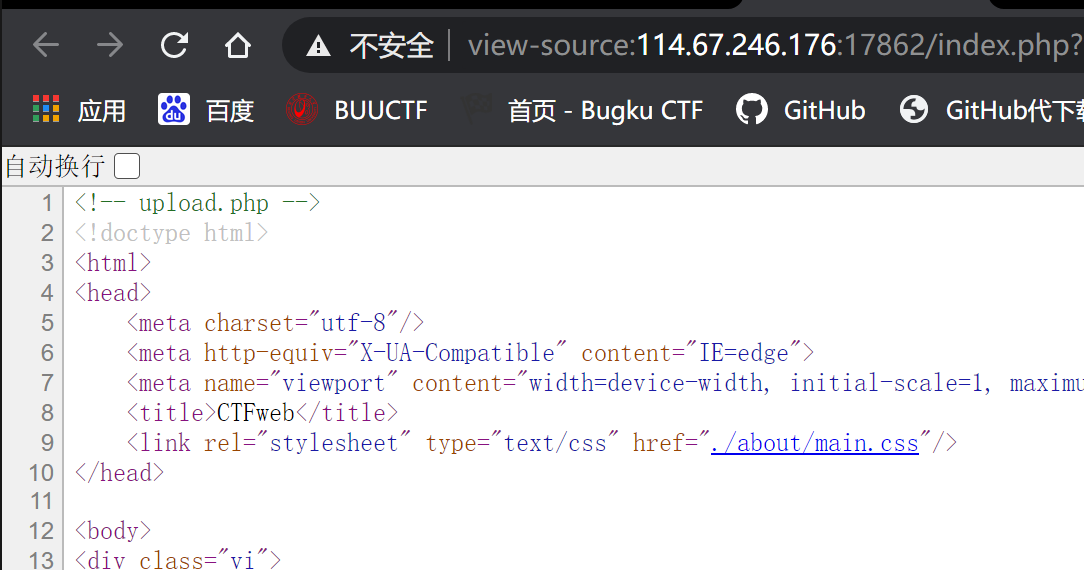 不安全 view-source:114.67.246.176:17862/index.php?
应用 百度 BUUCTF 首页 - Bugku CTF GitHub GitHub代下载
自动换行
1 <!-- upload.php -->
2 <!doctype html>
3 <html>
4 <head>
5 <meta charset="utf-8"/>
6 <meta http-equiv="X-UA-Compatible" content="IE=edge">
7 <meta name="viewport" content="width=device-width, initial-scale=1, maximu
8 <title>CTFweb</title>
9 <link rel="stylesheet" type="text/css" href="./about/main.css"/>
10 </head>
11
12 <body>
13 <div class="vi">